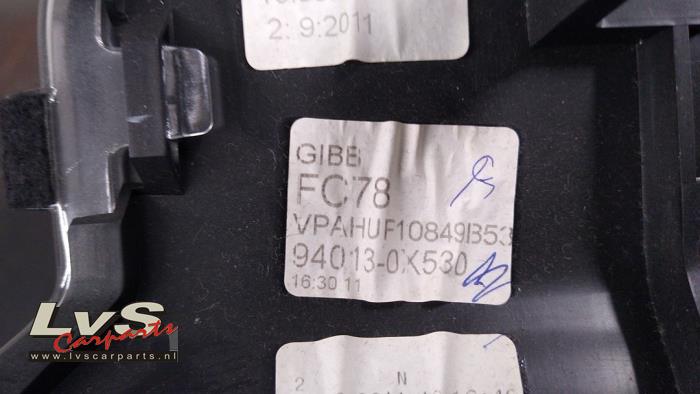 2: 9:2011
GIBB
FC78
VPAHUF10849B53
94013-0X530
16:30 11
LvS
Carparts
www.lvscarparts.nl
2 N